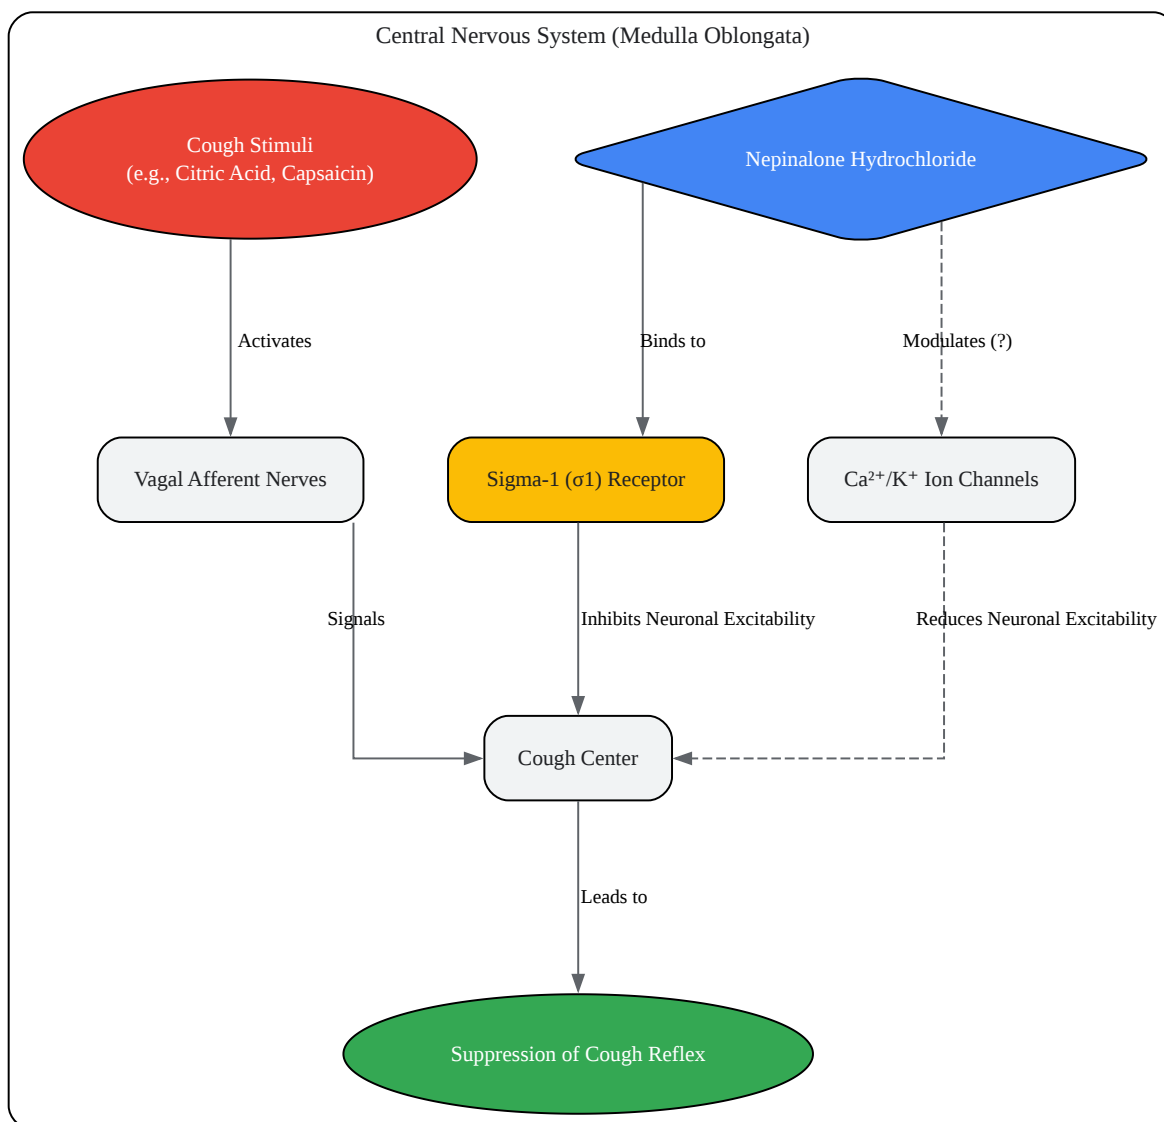 Central Nervous System (Medulla Oblongata)
Cough Stimuli
(e.g., Citric Acid, Capsaicin)
Nepinalone Hydrochloride
Activates
Binds to
Modulates (?)
Vagal Afferent Nerves
Sigma-1 (σ1) Receptor
Ca²⁺/K⁺ Ion Channels
Signals
Inhibits Neuronal Excitability
Reduces Neuronal Excitability
Cough Center
Leads to
Suppression of Cough Reflex